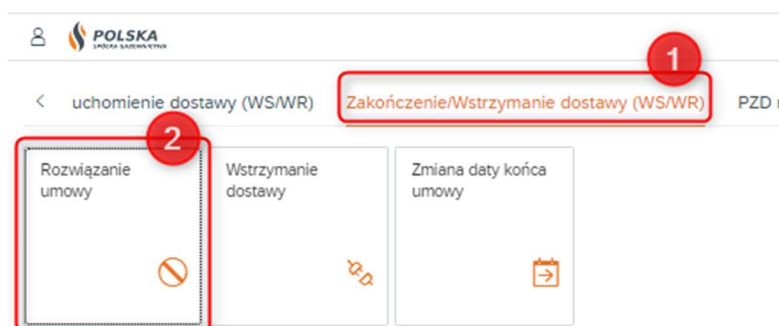 POLSKA
SPÓŁKA GAZOWNICTWA
1
< uchomienie dostawy (WS/WR) Zakończenie/Wstrzymanie dostawy (WS/WR) PZD
2
Rozwiązanie
umowy
Wstrzymanie
dostawy
Zmiana daty końca
umowy